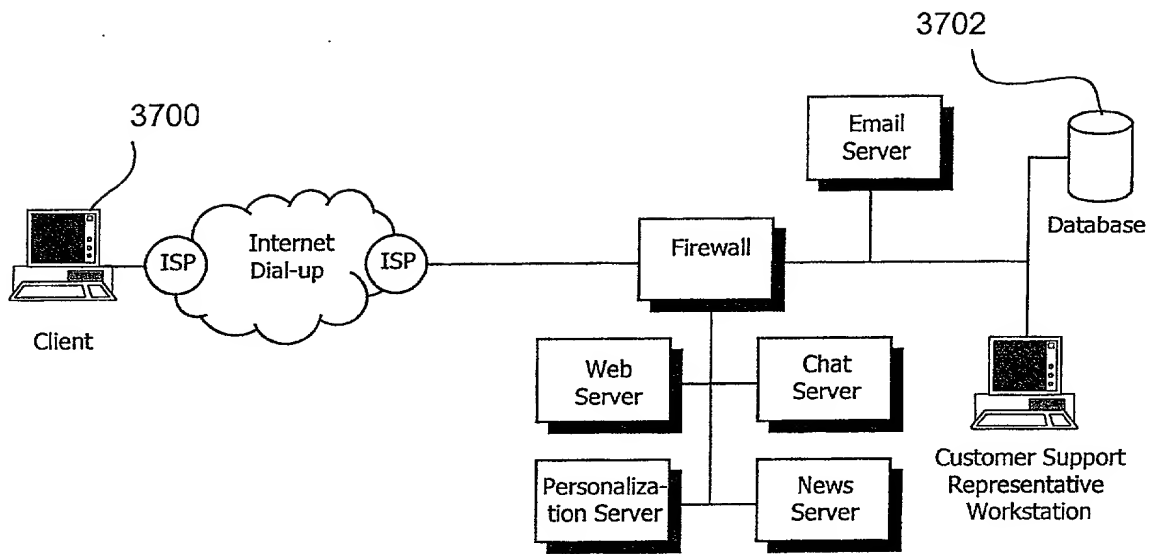 3702
3700
Email
Server
Database
Internet
Dial-up
ISP
ISP
Firewall
Client
Web
Server
Chat
Server
Personaliza-
tion Server
News
Server
Customer Support
Representative
Workstation